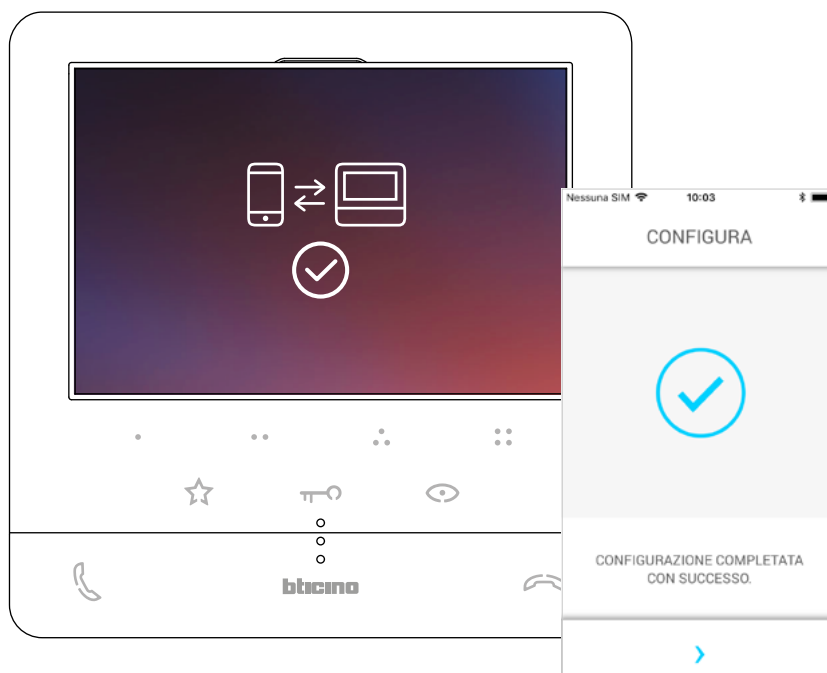 Nessuna SIM
10:03
CONFIGURA
CONFIGURAZIONE COMPLETATA
CON SUCCESSO.
bticino